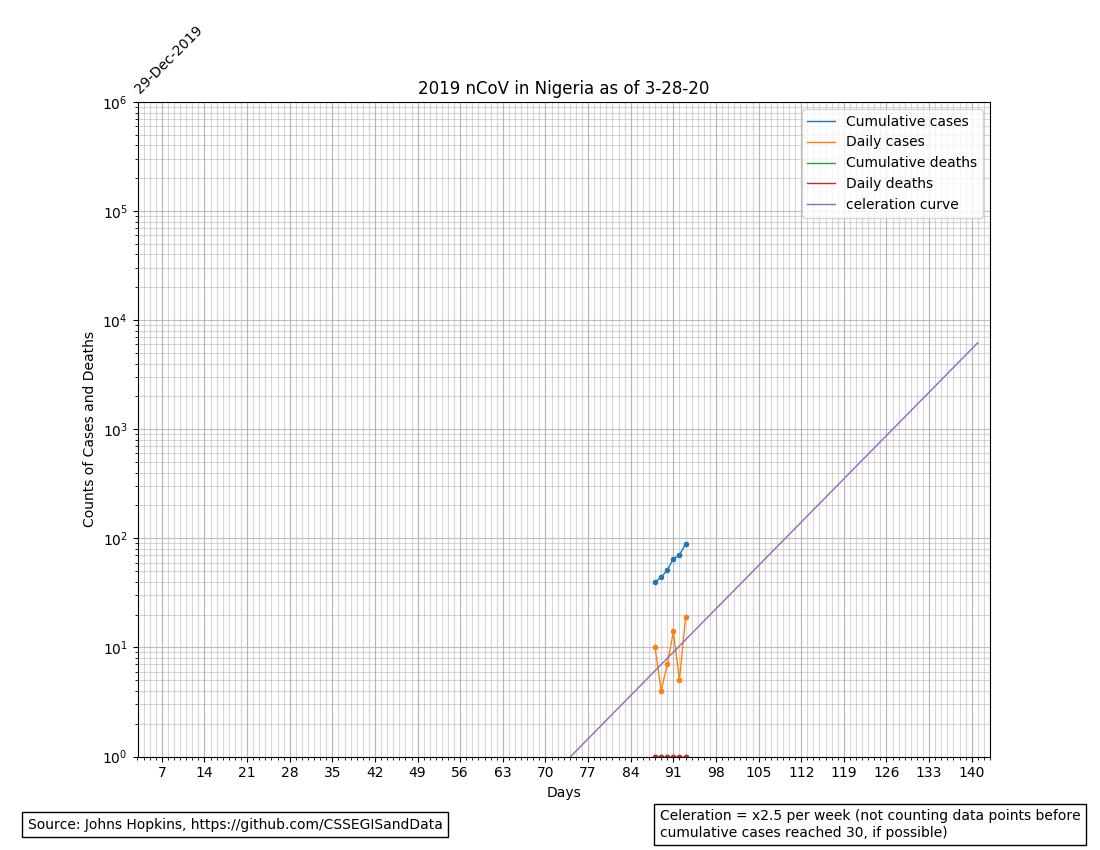 29-Dec-2019
2019 nCoV in Nigeria as of 3-28-20
Cumulative cases
Daily cases
Cumulative deaths
Daily deaths
celeration curve
Counts of Cases and Deaths
10^6
10^5
10^4
10^3
10^2
10^1
10^0
7 14 21 28 35 42 49 56 63 70 77 84 91 98 105 112 119 126 133 140
Days
Source: Johns Hopkins, https://github.com/CSSEGISandData
Celeration = x2.5 per week (not counting data points before
cumulative cases reached 30, if possible)